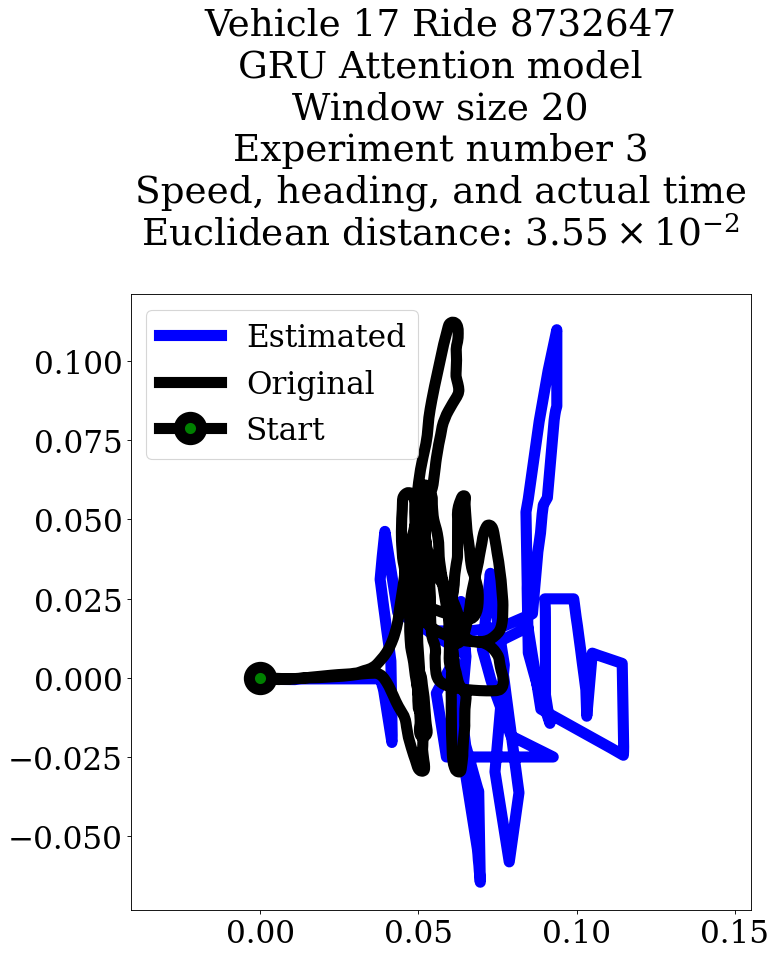 Vehicle 17 Ride 8732647
GRU Attention model
Window size 20
Experiment number 3
Speed, heading, and actual time
Euclidean distance: 3.55 × 10⁻²
Estimated
Original
Start
0.100
0.075
0.050
0.025
0.000
−0.025
−0.050
0.00 0.05 0.10 0.15